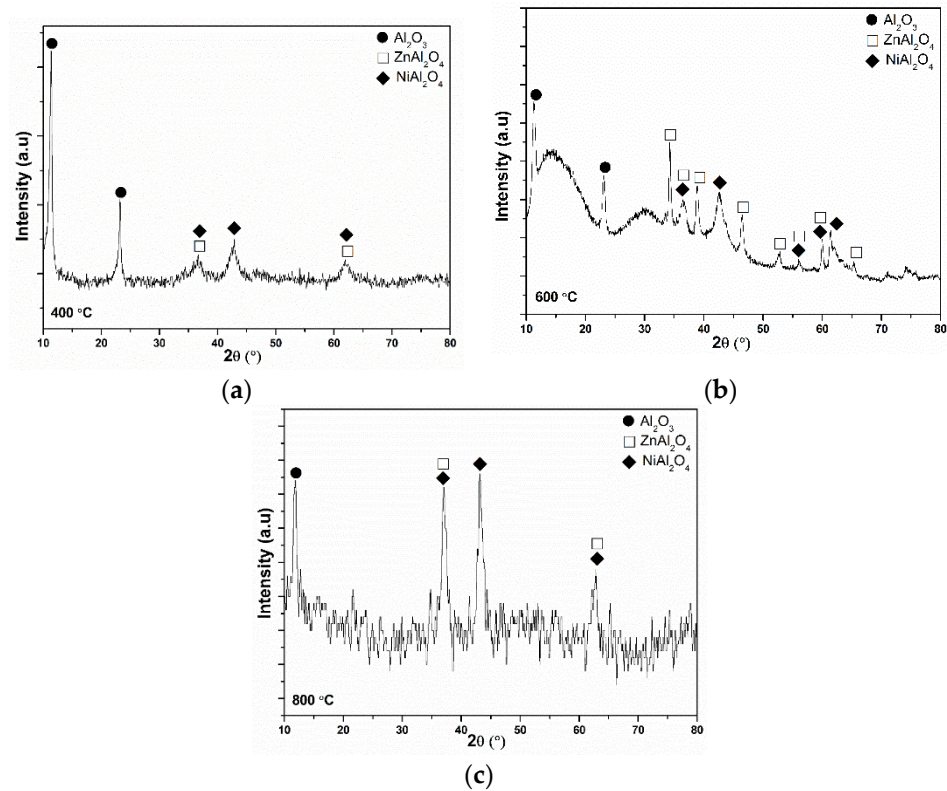 Al2O3
ZnAl2O4
NiAl2O4
Intensity (a.u)
400 °C
10 20 30 40 50 60 70 80
2θ (°)
(a)
Al2O3
ZnAl2O4
NiAl2O4
Intensity (a.u)
600 °C
10 20 30 40 50 60 70 80
2θ (°)
(b)
Al2O3
ZnAl2O4
NiAl2O4
Intensity (a.u)
800 °C
10 20 30 40 50 60 70 80
2θ (°)
(c)